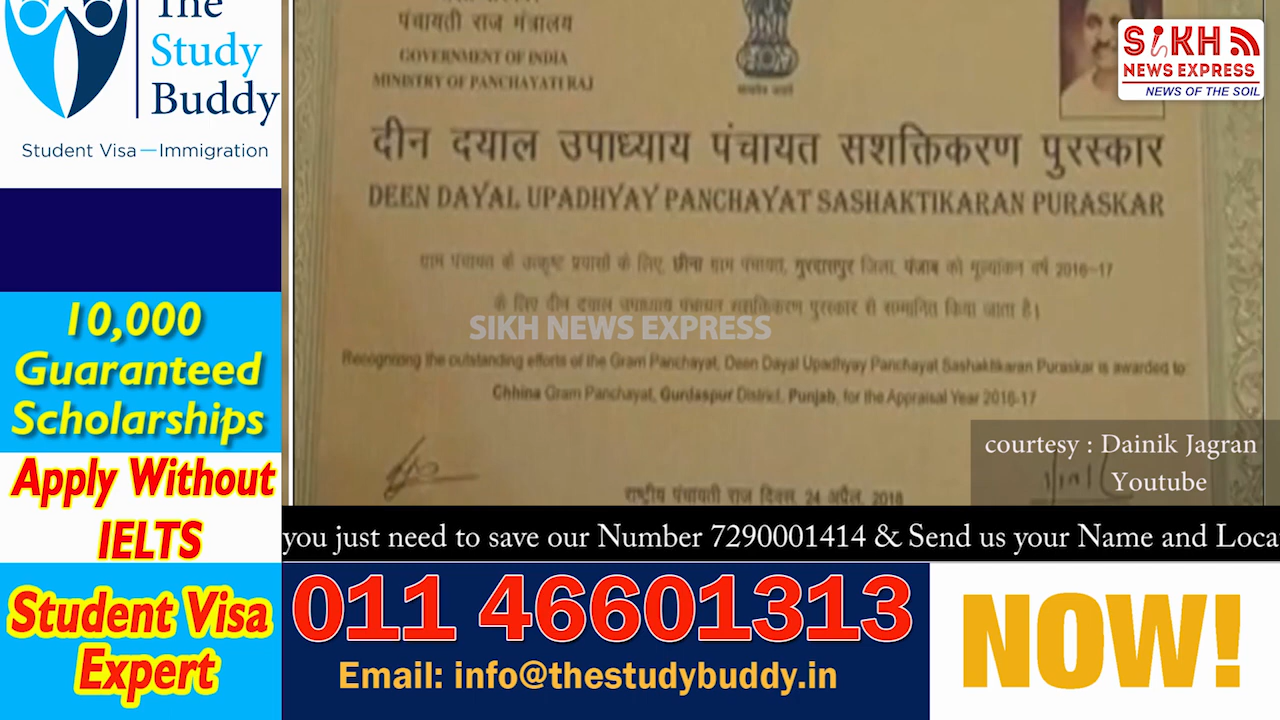 The
Study
Buddy
Student Visa — Immigration
10,000
Guaranteed
Scholarships
Apply Without
IELTS
Student Visa
Expert
पंचायती राज मंत्रालय
GOVERNMENT OF INDIA
MINISTRY OF PANCHAYATI RAJ
SIKH
NEWS EXPRESS
NEWS OF THE SOIL
दीन दयाल उपाध्याय पंचायत सशक्तिकरण पुरस्कार
DEEN DAYAL UPADHYAY PANCHAYAT SASHAKTIKARAN PURASKAR
ग्राम पंचायत के उत्कृष्ट प्रयासों के लिए, छीना ग्राम पंचायत, गुरदासपुर जिला, पंजाब को मूल्यांकन वर्ष 2016-17
के लिए दीन दयाल उपाध्याय पंचायत सशक्तिकरण पुरस्कार से सम्मानित किया जाता है।
SIKH NEWS EXPRESS
Recognizing the outstanding efforts of the Gram Panchayat, Deen Dayal Upadhyay Panchayat Sashaktikaran Puraskar is awarded to
Chhina Gram Panchayat, Gurdaspur District, Punjab, for the Appraisal Year 2016-17
courtesy : Dainik Jagran
Youtube
राष्ट्रीय पंचायती राज दिवस, 24 अप्रैल, 2018
you just need to save our Number 7290001414 & Send us your Name and Loca
011 46601313
Email: info@thestudybuddy.in
NOW!